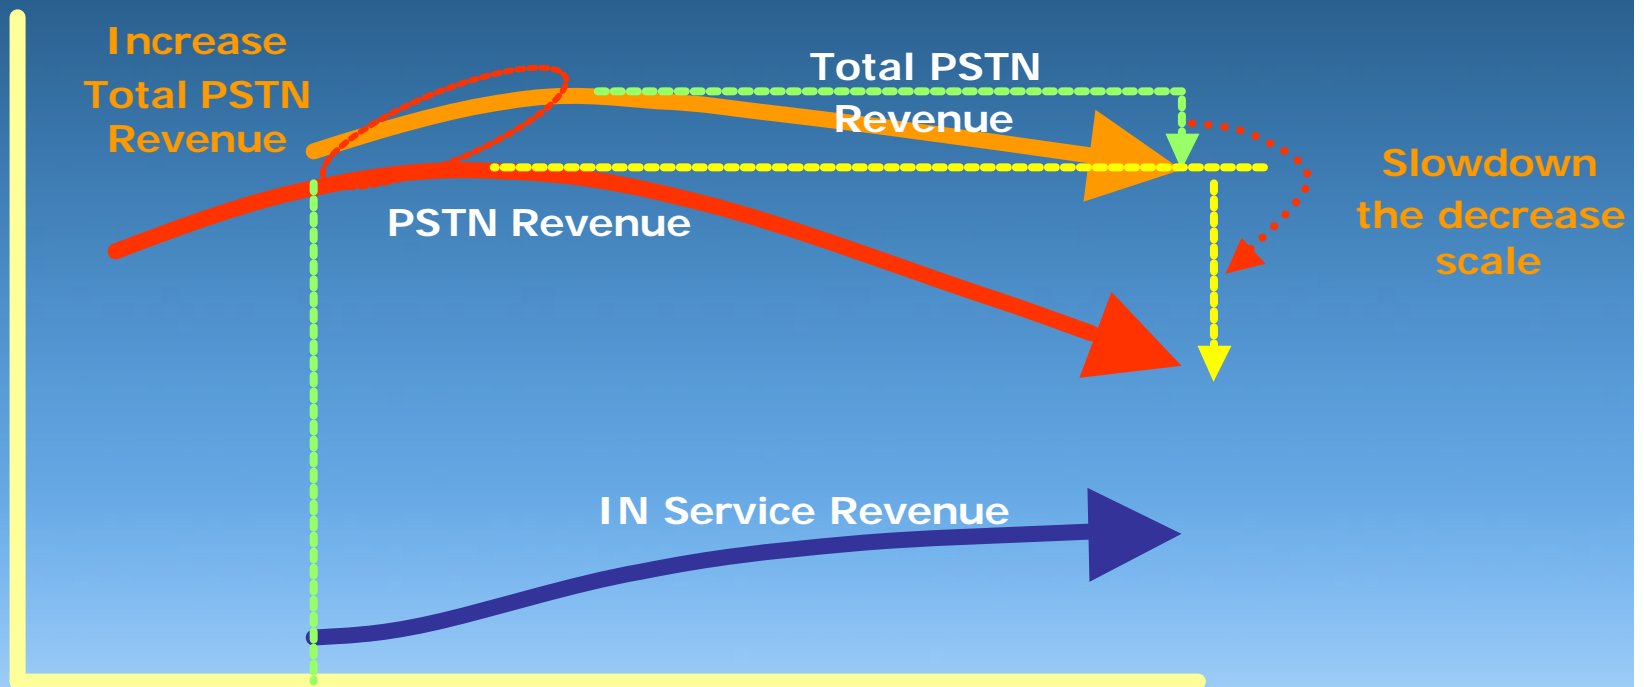 Increase
Total PSTN
Revenue
Total PSTN
Revenue
Slowdown
the decrease
scale
PSTN Revenue
IN Service Revenue